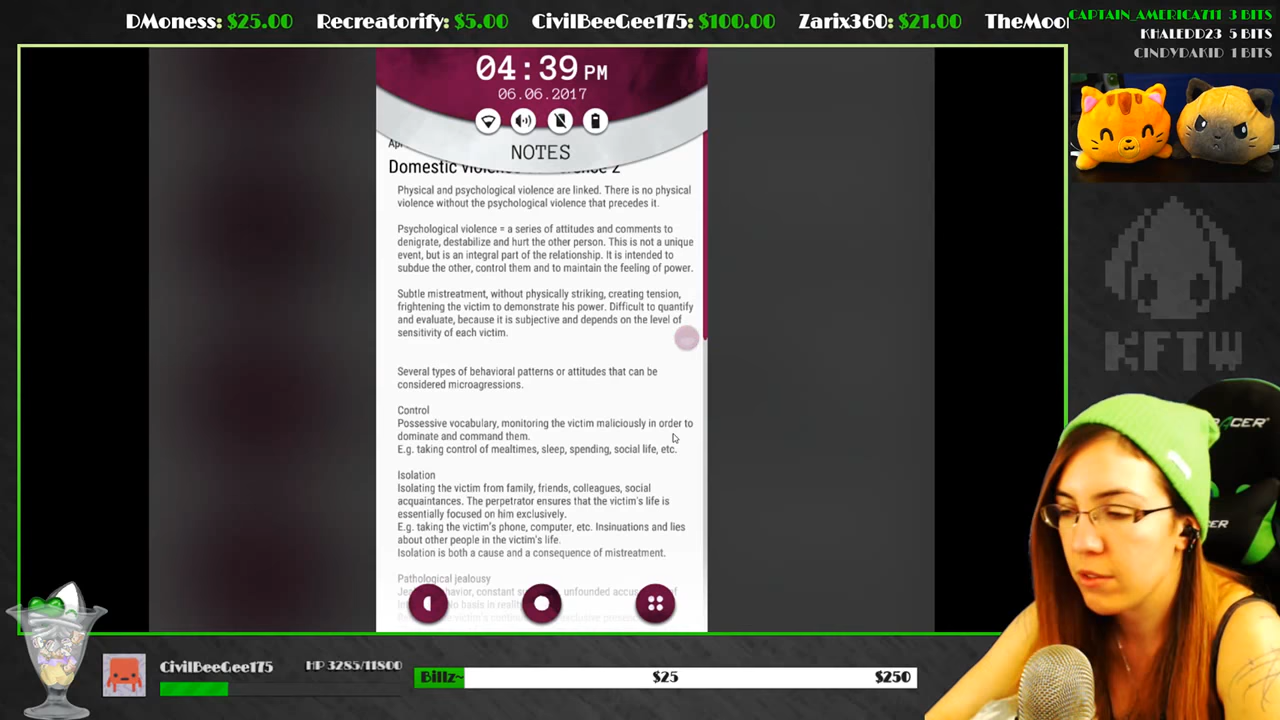 DMoness: $25.00 Recreatorify: $5.00 CivilBeeGee175: $100.00 Zarix360: $21.00 TheMoo
CAPTAIN_AMERICA711 3 BITS
KHALEDD23 5 BITS
CINDYDAKID 1 BITS
04:39 PM
06.06.2017
NOTES
Domestic
2
Physical and psychological violence are linked. There is no physical
violence without the psychological violence that precedes it.
Psychological violence = a series of attitudes and comments to
denigrate, destabilize and hurt the other person. This is not a unique
event, but is an integral part of the relationship. It is intended to
subdue the other, control them and to maintain the feeling of power.
Subtle mistreatment, without physically striking, creating tension,
frightening the victim to demonstrate his power. Difficult to quantify
and evaluate, because it is subjective and depends on the level of
sensitivity of each victim.
Several types of behavioral patterns or attitudes that can be
considered microagressions.
Control
Possessive vocabulary, monitoring the victim maliciously in order to
dominate and command them.
E.g. taking control of mealtimes, sleep, spending, social life, etc.
Isolation
Isolating the victim from family, friends, colleagues, social
acquaintances. The perpetrator ensures that the victim's life is
essentially focused on him exclusively.
E.g. taking the victim's phone, computer, etc. Insinuations and lies
about other people in the victim's life.
Isolation is both a cause and a consequence of mistreatment.
Pathological jealousy
constant unfounded
basis in reality
KFTW
CivilBeeGee175 HP 3285/11800
Billz~ $25 $250